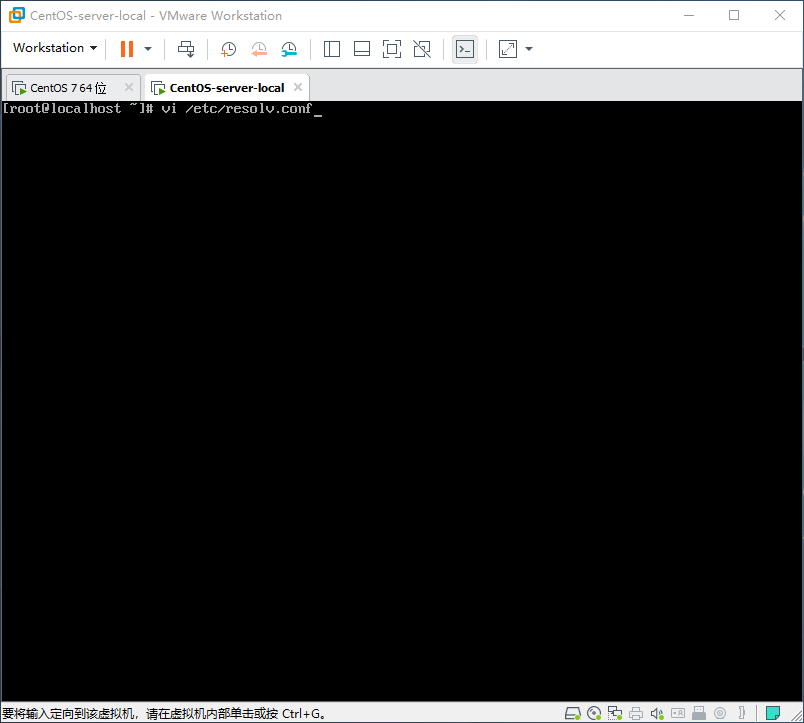 CentOS-server-local - VMware Workstation
Workstation
CentOS 7 64 位
CentOS-server-local
[root@localhost ~]# vi /etc/resolv.conf_
要将输入定向到该虚拟机，请在虚拟机内部单击或按 Ctrl+G。